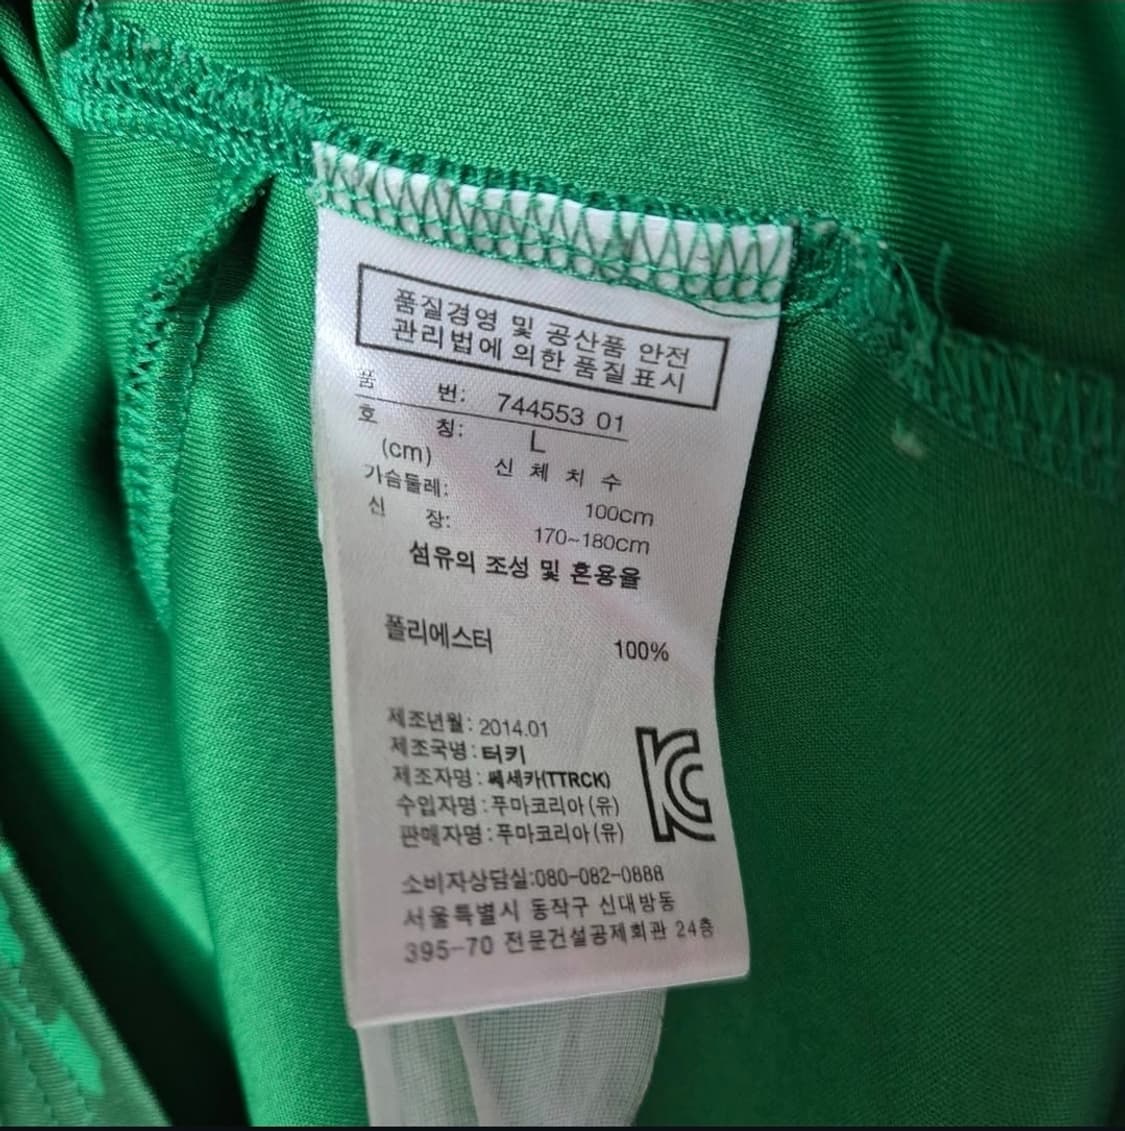 품질경영 및 공산품 안전
관리법에 의한 품질표시
품 번: 744553 01
호 칭: L
(cm) 신 체 치 수
가슴둘레: 100cm
신 장: 170~180cm
섬유의 조성 및 혼용율
폴리에스터 100%
제조년월: 2014.01
제조국명: 터키
제조자명: 쎄세카(TTRCK)
수입자명: 푸마코리아(유)
판매자명: 푸마코리아(유)
KC
소비자상담실:080-082-0888
서울특별시 동작구 신대방동
395-70 전문건설공제회관 24층